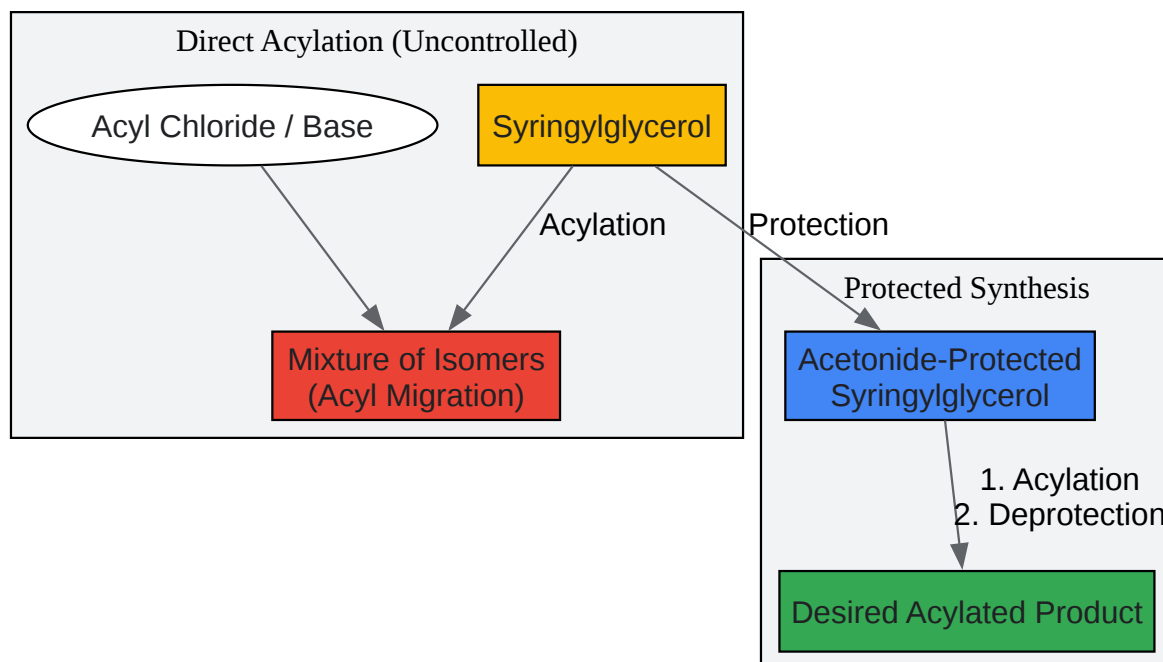 Direct Acylation (Uncontrolled)
Acyl Chloride / Base
Syringylglycerol
Acylation
Protection
Mixture of Isomers
(Acyl Migration)
Protected Synthesis
Acetonide-Protected
Syringylglycerol
1. Acylation
2. Deprotection
Desired Acylated Product